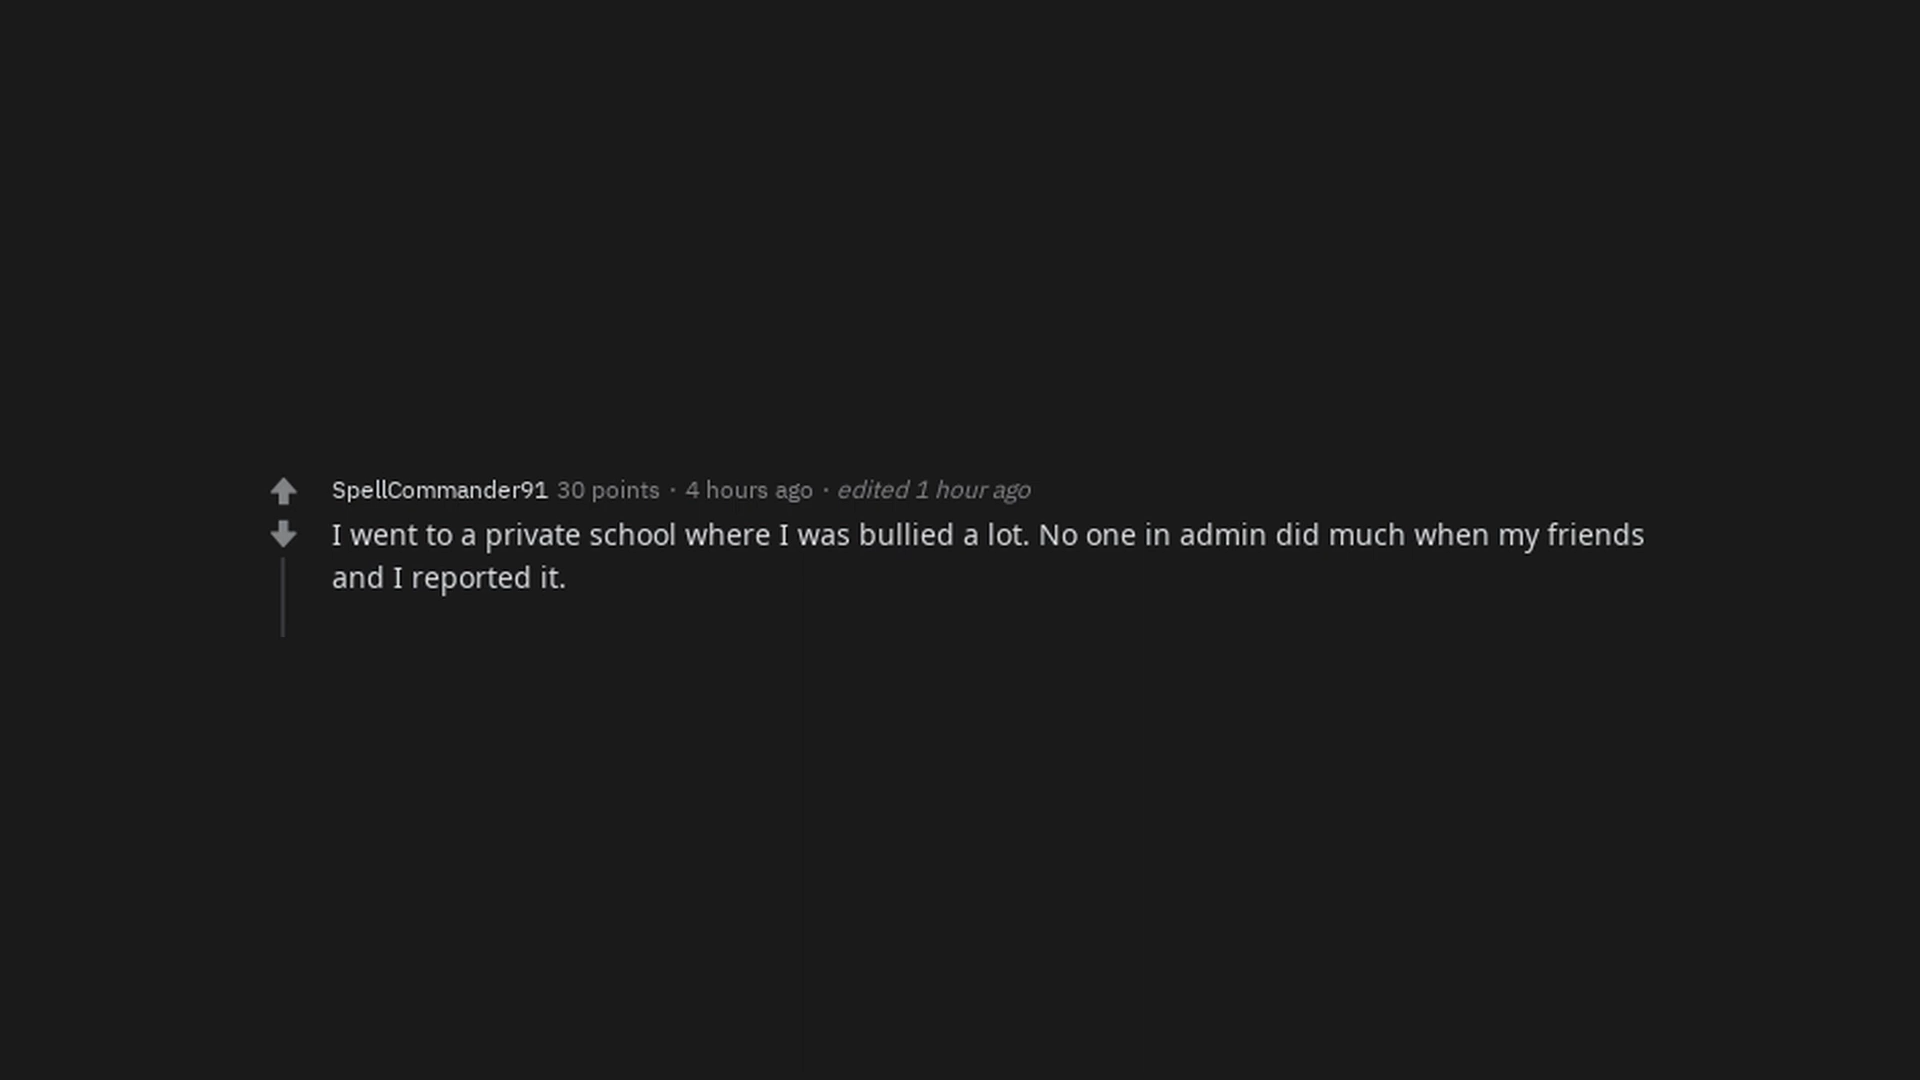 SpellCommander91 30 points · 4 hours ago · edited 1 hour ago
I went to a private school where I was bullied a lot. No one in admin did much when my friends
and I reported it.